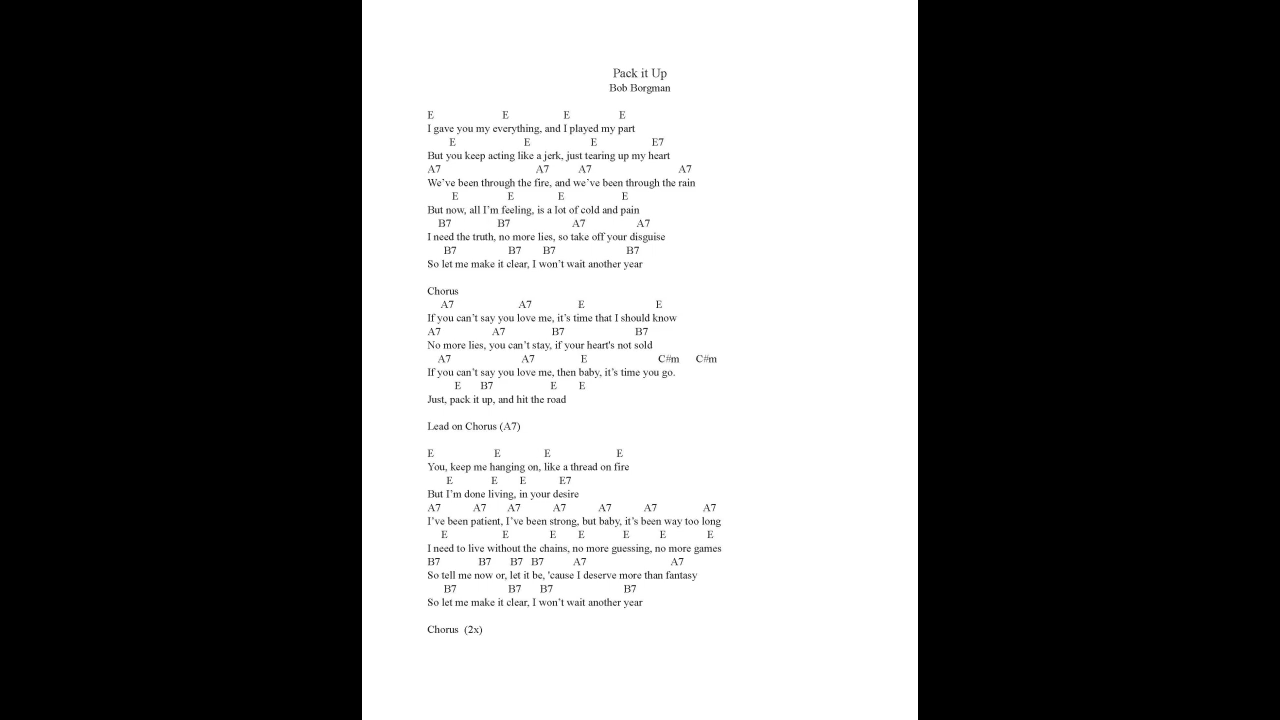 Pack it Up
Bob Borgman
E E E E
I gave you my everything, and I played my part
E E E E7
But you keep acting like a jerk, just tearing up my heart
A7 A7 A7 A7
We’ve been through the fire, and we’ve been through the rain
E E E E
But now, all I’m feeling, is a lot of cold and pain
B7 B7 A7 A7
I need the truth, no more lies, so take off your disguise
B7 B7 B7 B7
So let me make it clear, I won’t wait another year
Chorus
A7 A7 E E
If you can’t say you love me, it’s time that I should know
A7 A7 B7 B7
No more lies, you can’t stay, if your heart's not sold
A7 A7 E C#m C#m
If you can’t say you love me, then baby, it’s time you go.
E B7 E E
Just, pack it up, and hit the road
Lead on Chorus (A7)
E E E E
You, keep me hanging on, like a thread on fire
E E E E7
But I’m done living, in your desire
A7 A7 A7 A7 A7 A7 A7
I’ve been patient, I’ve been strong, but baby, it’s been way too long
E E E E E E E
I need to live without the chains, no more guessing, no more games
B7 B7 B7 B7 A7 A7
So tell me now or, let it be, 'cause I deserve more than fantasy
B7 B7 B7 B7
So let me make it clear, I won’t wait another year
Chorus (2x)